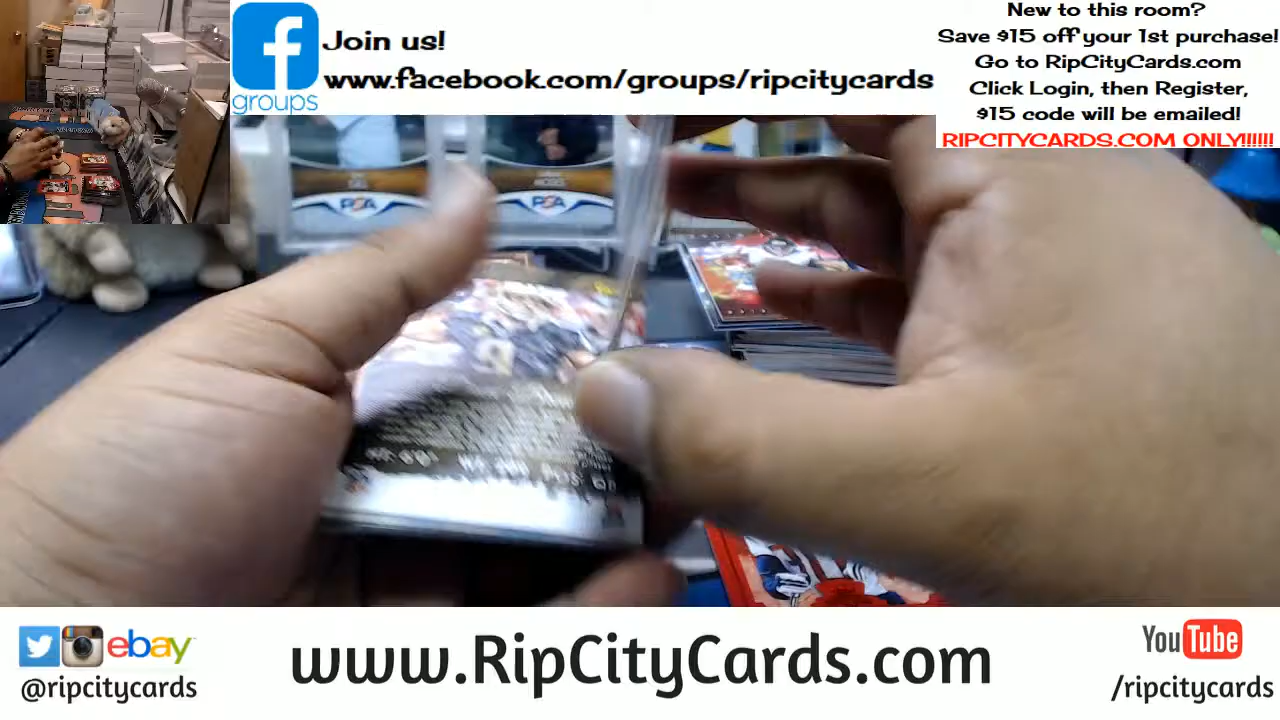 Join us!
www.facebook.com/groups/ripcitycards
groups
New to this room?
Save $15 off your 1st purchase!
Go to RipCityCards.com
Click Login, then Register,
$15 code will be emailed!
RIPCITYCARDS.COM ONLY!!!!!!
PSA
PSA
ebay
@ripcitycards
www.RipCityCards.com
YouTube
/ripcitycards